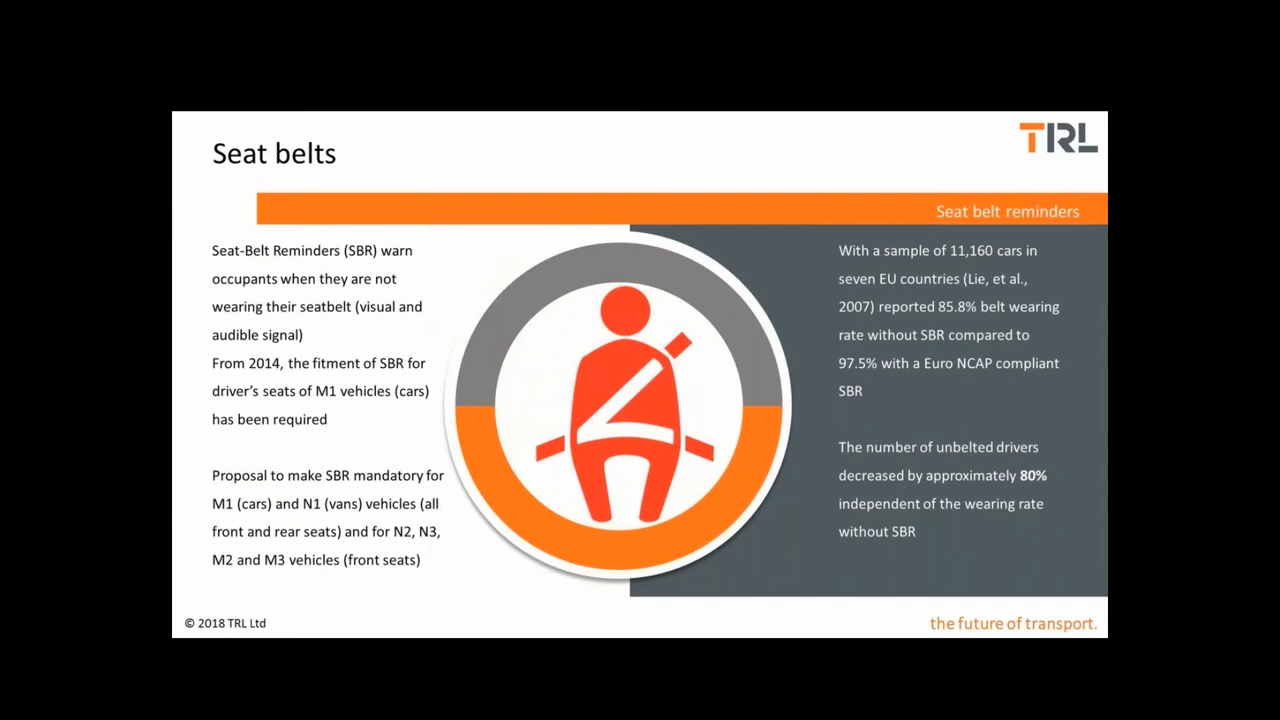 Seat belts
TRL
Seat belt reminders
Seat-Belt Reminders (SBR) warn
occupants when they are not
wearing their seatbelt (visual and
audible signal)
From 2014, the fitment of SBR for
driver’s seats of M1 vehicles (cars)
has been required
Proposal to make SBR mandatory for
M1 (cars) and N1 (vans) vehicles (all
front and rear seats) and for N2, N3,
M2 and M3 vehicles (front seats)
With a sample of 11,160 cars in
seven EU countries (Lie, et al.,
2007) reported 85.8% belt wearing
rate without SBR compared to
97.5% with a Euro NCAP compliant
SBR
The number of unbelted drivers
decreased by approximately 80%
independent of the wearing rate
without SBR
© 2018 TRL Ltd
the future of transport.